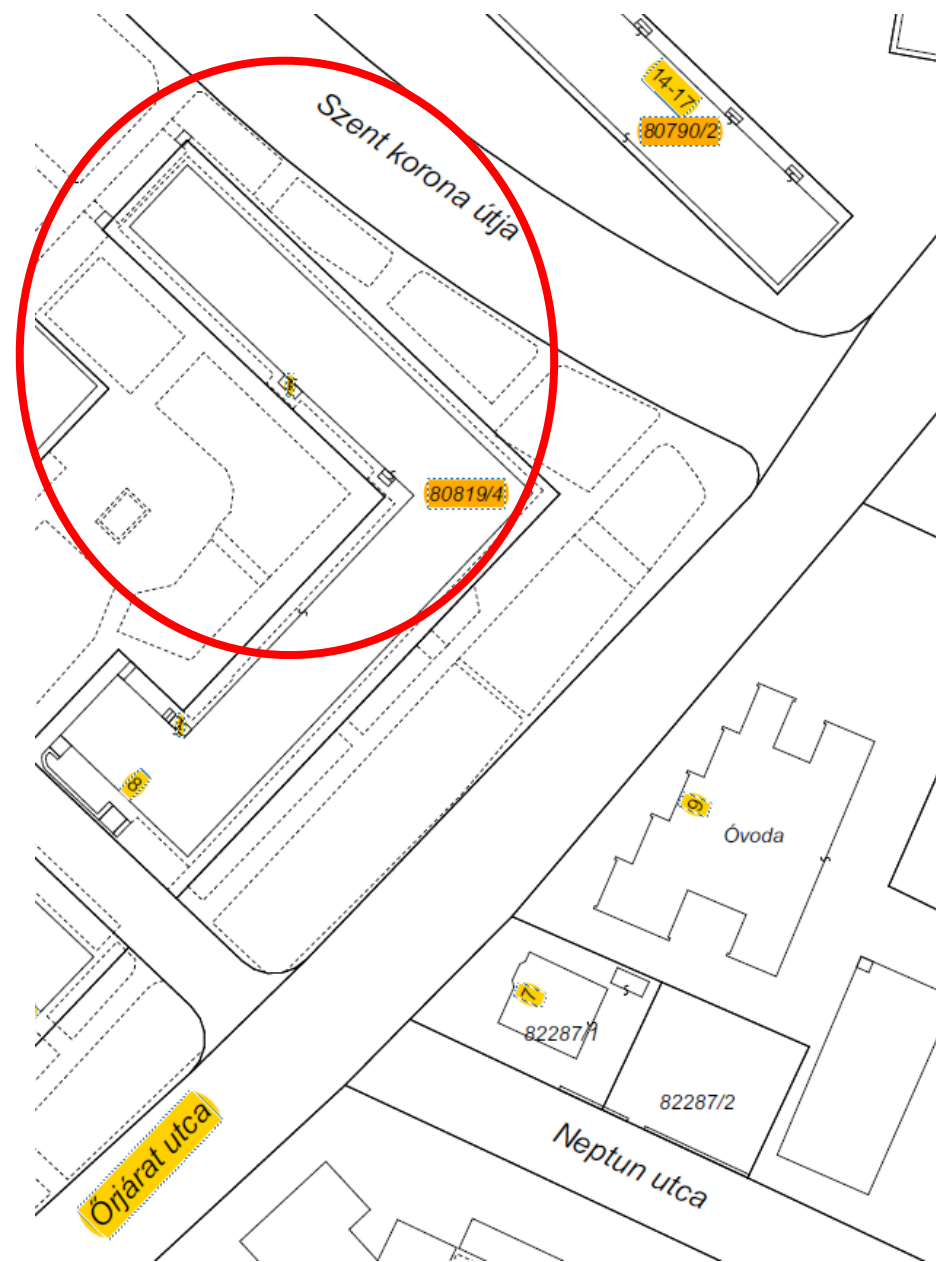 14-17
80790/2
Szent korona útja
80819/4
8
9
Óvoda
7
82287/1
82287/2
Neptun utca
Őrjárat utca